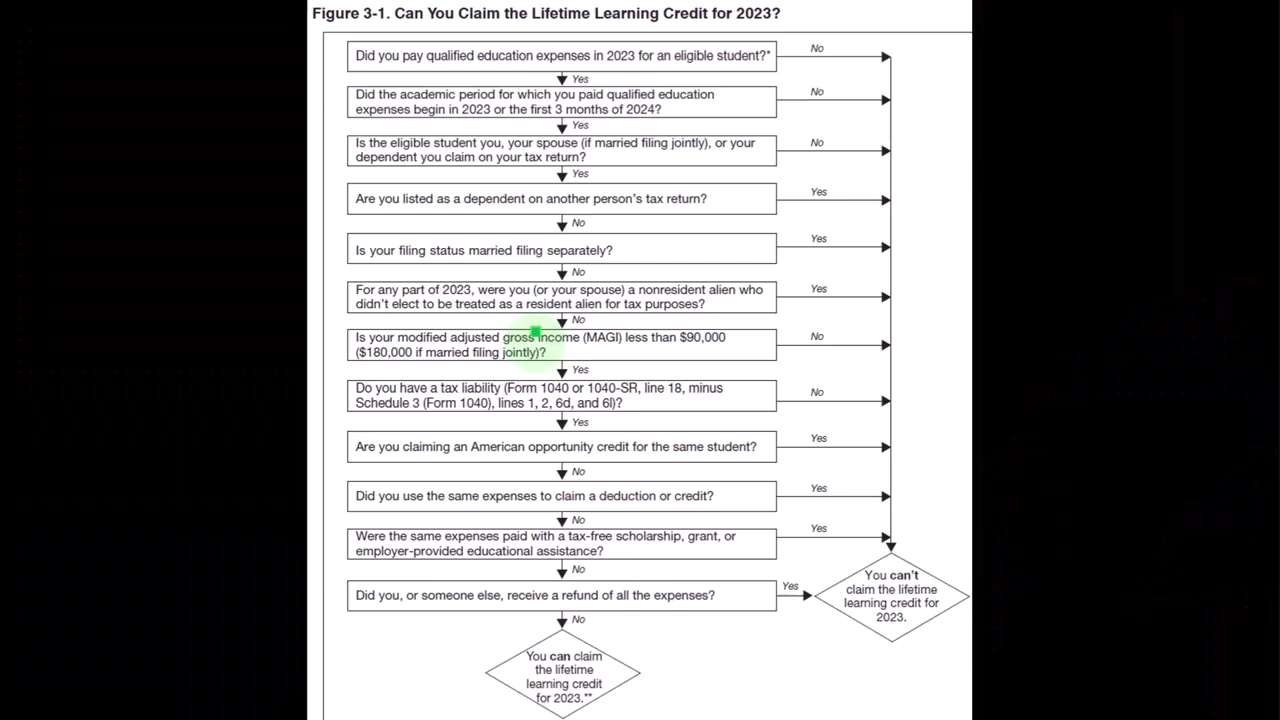 Figure 3-1. Can You Claim the Lifetime Learning Credit for 2023?
Did you pay qualified education expenses in 2023 for an eligible student?*
No
Yes
Did the academic period for which you paid qualified education
expenses begin in 2023 or the first 3 months of 2024?
No
Yes
Is the eligible student you, your spouse (if married filing jointly), or your
dependent you claim on your tax return?
No
Yes
Are you listed as a dependent on another person's tax return?
Yes
No
Is your filing status married filing separately?
Yes
No
For any part of 2023, were you (or your spouse) a nonresident alien who
didn't elect to be treated as a resident alien for tax purposes?
Yes
No
Is your modified adjusted gross income (MAGI) less than $90,000
($180,000 if married filing jointly)?
No
Yes
Do you have a tax liability (Form 1040 or 1040-SR, line 18, minus
Schedule 3 (Form 1040), lines 1, 2, 6d, and 6l)?
No
Yes
Are you claiming an American opportunity credit for the same student?
Yes
No
Did you use the same expenses to claim a deduction or credit?
Yes
No
Were the same expenses paid with a tax-free scholarship, grant, or
employer-provided educational assistance?
Yes
No
Did you, or someone else, receive a refund of all the expenses?
Yes
No
You can't
claim the lifetime
learning credit for
2023.
You can claim
the lifetime
learning credit
for 2023.**